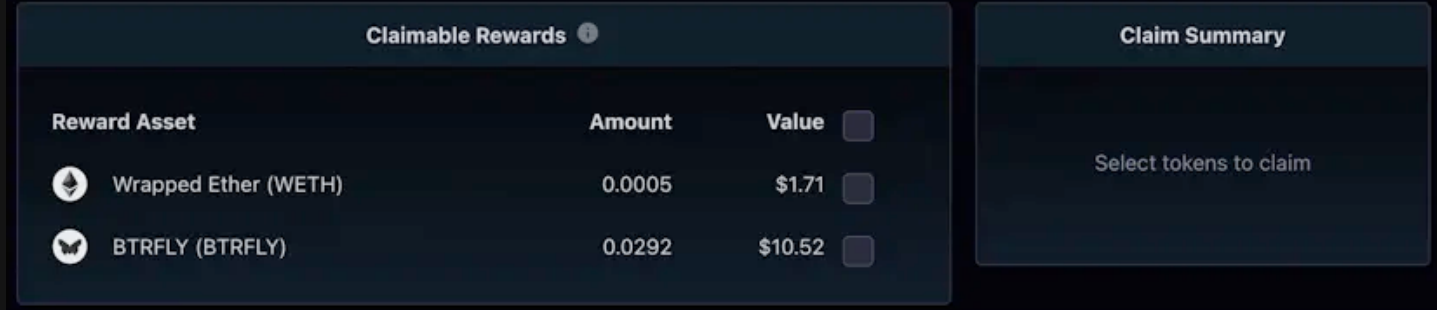 Claimable Rewards
Reward Asset Amount Value
Wrapped Ether (WETH) 0.0005 $1.71
BTRFLY (BTRFLY) 0.0292 $10.52
Claim Summary
Select tokens to claim